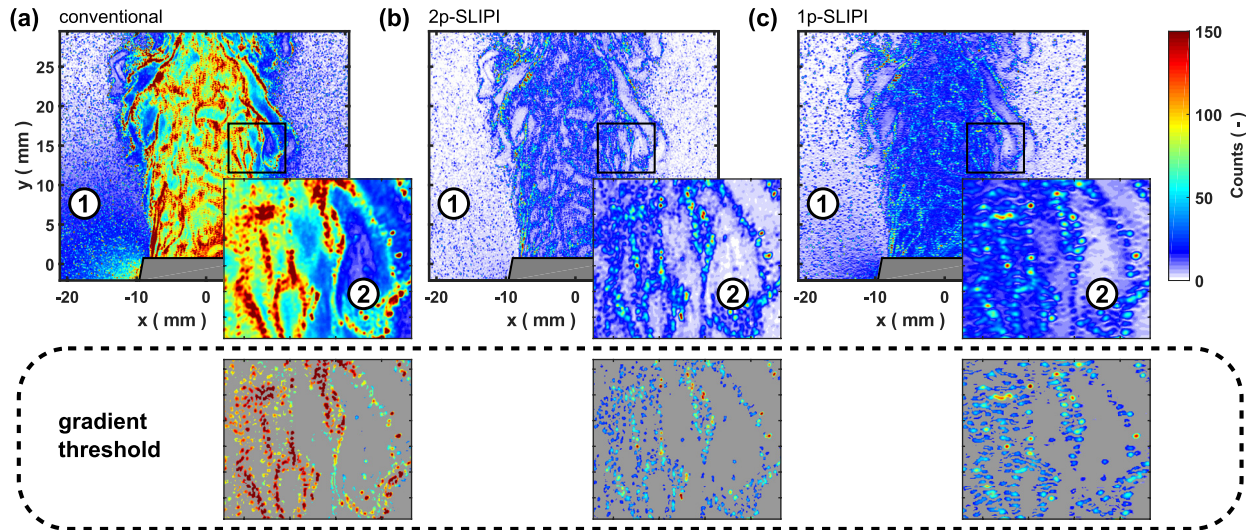 (a) conventional
(b) 2p-SLIPI
(c) 1p-SLIPI
y ( mm )
25
20
15
10
5
0
1
2
-20 -10 0
x ( mm )
1
2
-20 -10 0
x ( mm )
1
2
-20 -10 0
x ( mm )
150
100
50
0
Counts ( - )
gradient
threshold